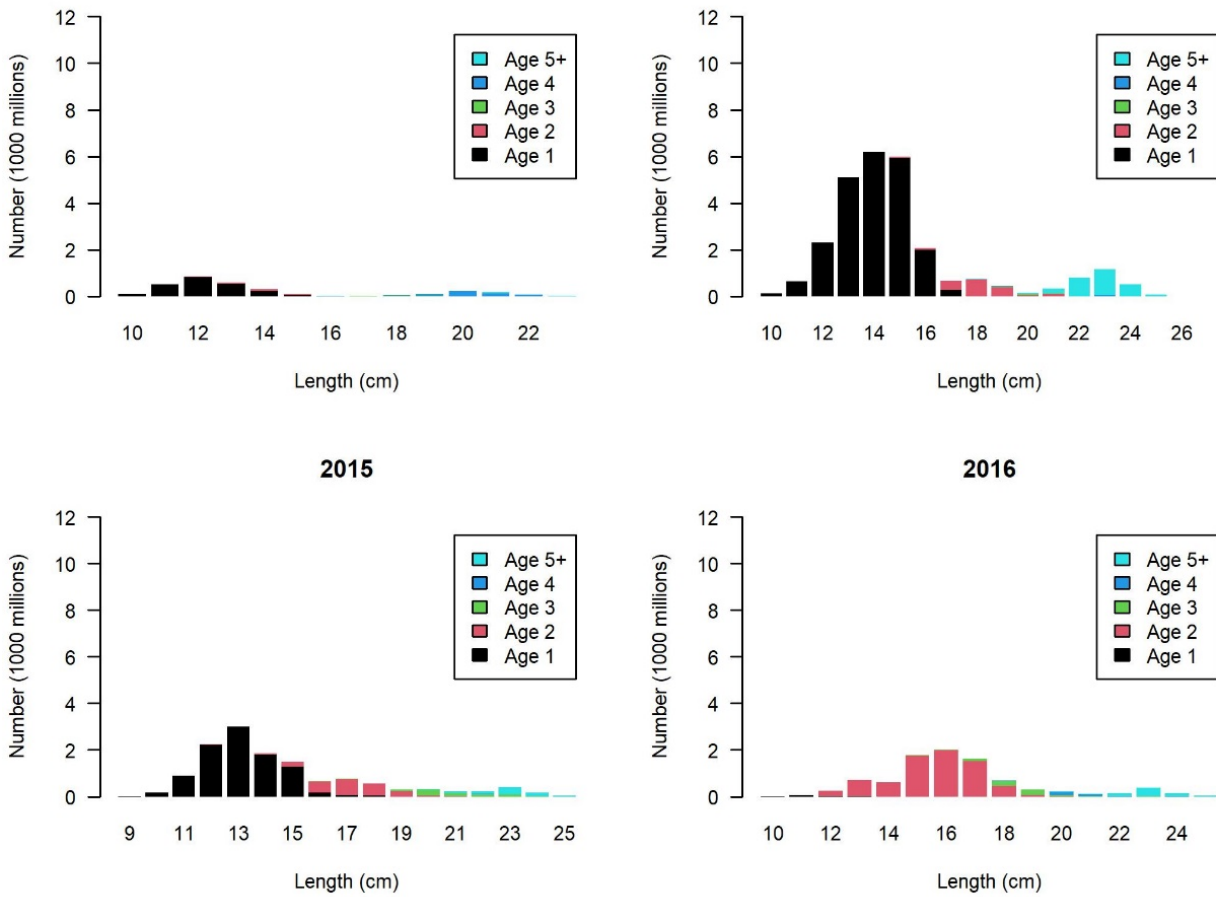 12
10
8
6
4
2
0
Number (1000 millions)
Age 5+
Age 4
Age 3
Age 2
Age 1
10 12 14 16 18 20 22
Length (cm)
12
10
8
6
4
2
0
Number (1000 millions)
Age 5+
Age 4
Age 3
Age 2
Age 1
10 12 14 16 18 20 22 24 26
Length (cm)
2015
12
10
8
6
4
2
0
Number (1000 millions)
Age 5+
Age 4
Age 3
Age 2
Age 1
9 11 13 15 17 19 21 23 25
Length (cm)
2016
12
10
8
6
4
2
0
Number (1000 millions)
Age 5+
Age 4
Age 3
Age 2
Age 1
10 12 14 16 18 20 22 24
Length (cm)